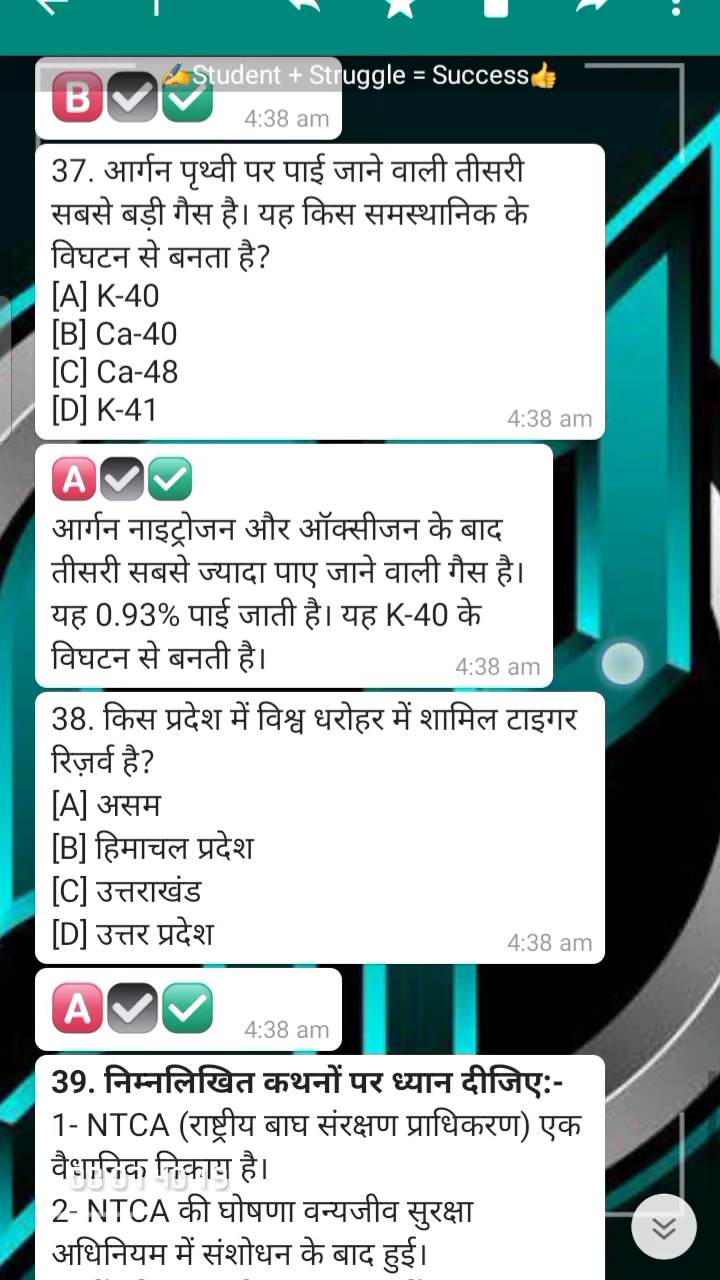 ✍️Student + Struggle = Success👍
B ✔️✅
4:38 am
37. आर्गन पृथ्वी पर पाई जाने वाली तीसरी
सबसे बड़ी गैस है। यह किस समस्थानिक के
विघटन से बनता है?
[A] K-40
[B] Ca-40
[C] Ca-48
[D] K-41
4:38 am
A ✔️✅
आर्गन नाइट्रोजन और ऑक्सीजन के बाद
तीसरी सबसे ज्यादा पाए जाने वाली गैस है।
यह 0.93% पाई जाती है। यह K-40 के
विघटन से बनती है।
4:38 am
38. किस प्रदेश में विश्व धरोहर में शामिल टाइगर
रिज़र्व है?
[A] असम
[B] हिमाचल प्रदेश
[C] उत्तराखंड
[D] उत्तर प्रदेश
4:38 am
A ✔️✅
4:38 am
39. निम्नलिखित कथनों पर ध्यान दीजिए:-
1- NTCA (राष्ट्रीय बाघ संरक्षण प्राधिकरण) एक
वैधानिक निकाय है।
2- NTCA की घोषणा वन्यजीव सुरक्षा
अधिनियम में संशोधन के बाद हुई।